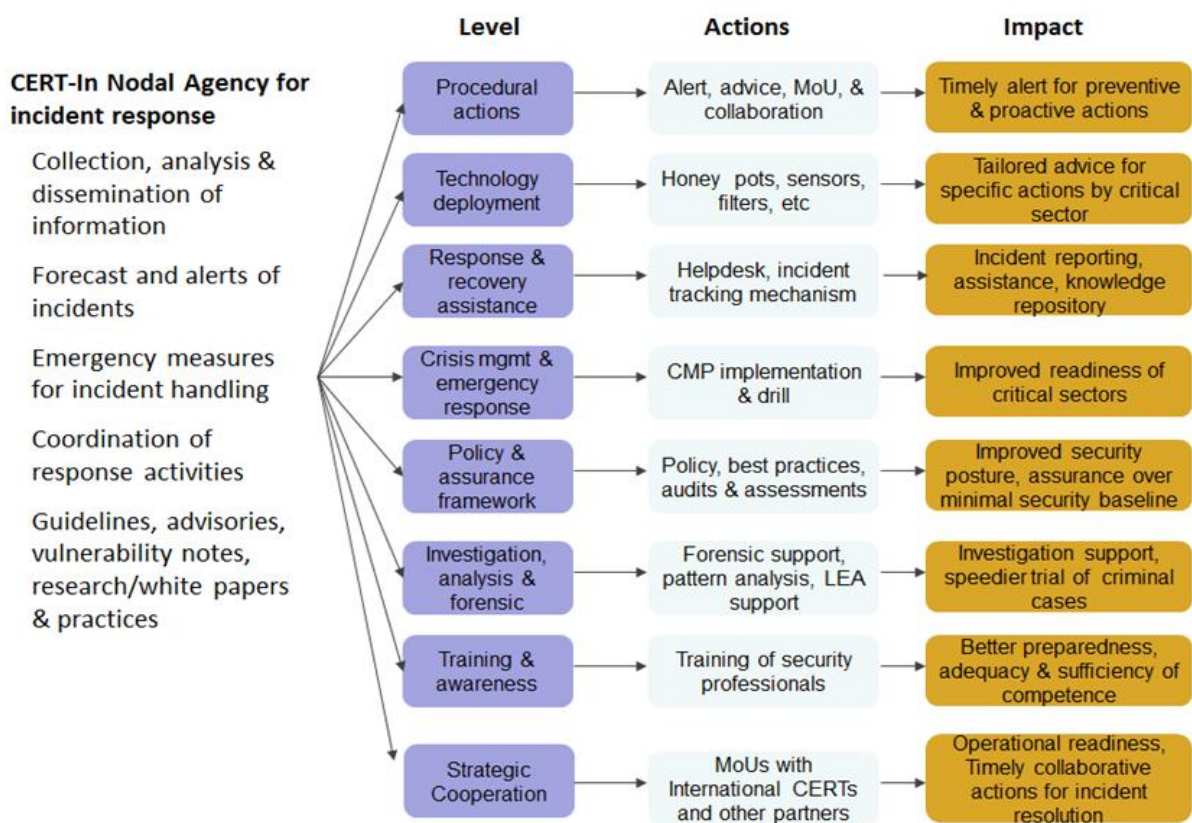 Level
Actions
Impact
CERT-In Nodal Agency for
incident response
Collection, analysis &
dissemination of
information
Forecast and alerts of
incidents
Emergency measures
for incident handling
Coordination of
response activities
Guidelines, advisories,
vulnerability notes,
research/white papers
& practices
Procedural
actions
Alert, advice, MoU, &
collaboration
Timely alert for preventive
& proactive actions
Technology
deployment
Honey pots, sensors,
filters, etc
Tailored advice for
specific actions by critical
sector
Response &
recovery
assistance
Helpdesk, incident
tracking mechanism
Incident reporting,
assistance, knowledge
repository
Crisis mgmt &
emergency
response
CMP implementation
& drill
Improved readiness of
critical sectors
Policy &
assurance
framework
Policy, best practices,
audits & assessments
Improved security
posture, assurance over
minimal security baseline
Investigation,
analysis &
forensic
Forensic support,
pattern analysis, LEA
support
Investigation support,
speedier trial of criminal
cases
Training &
awareness
Training of security
professionals
Better preparedness,
adequacy & sufficiency of
competence
Strategic
Cooperation
MoUs with
International CERTs
and other partners
Operational readiness,
Timely collaborative
actions for incident
resolution